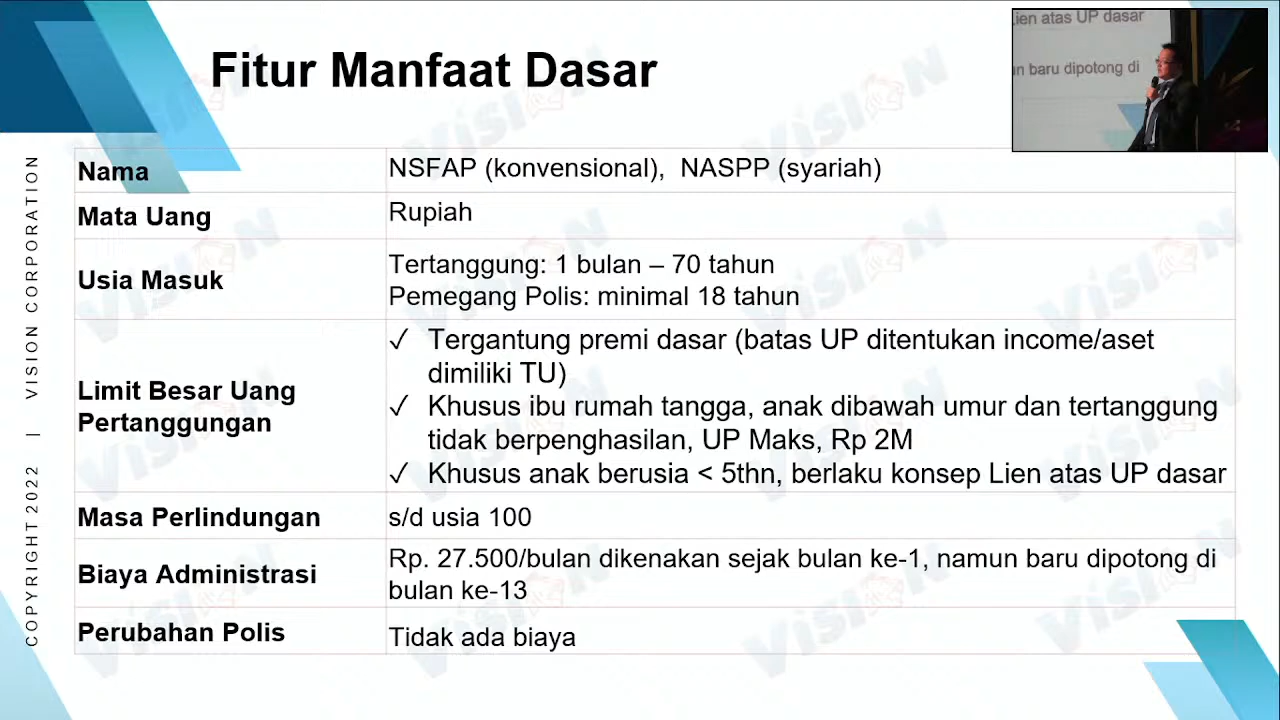 Fitur Manfaat Dasar
ien atas UP dasar
n baru dipotong di
Nama
NSFAP (konvensional), NASPP (syariah)
Mata Uang
Rupiah
Usia Masuk
Tertanggung: 1 bulan – 70 tahun
Pemegang Polis: minimal 18 tahun
Limit Besar Uang
Pertanggungan
✓ Tergantung premi dasar (batas UP ditentukan income/aset
dimiliki TU)
✓ Khusus ibu rumah tangga, anak dibawah umur dan tertanggung
tidak berpenghasilan, UP Maks, Rp 2M
✓ Khusus anak berusia < 5thn, berlaku konsep Lien atas UP dasar
Masa Perlindungan
s/d usia 100
Biaya Administrasi
Rp. 27.500/bulan dikenakan sejak bulan ke-1, namun baru dipotong di
bulan ke-13
Perubahan Polis
Tidak ada biaya
COPYRIGHT 2022 | VISION CORPORATION
VISION